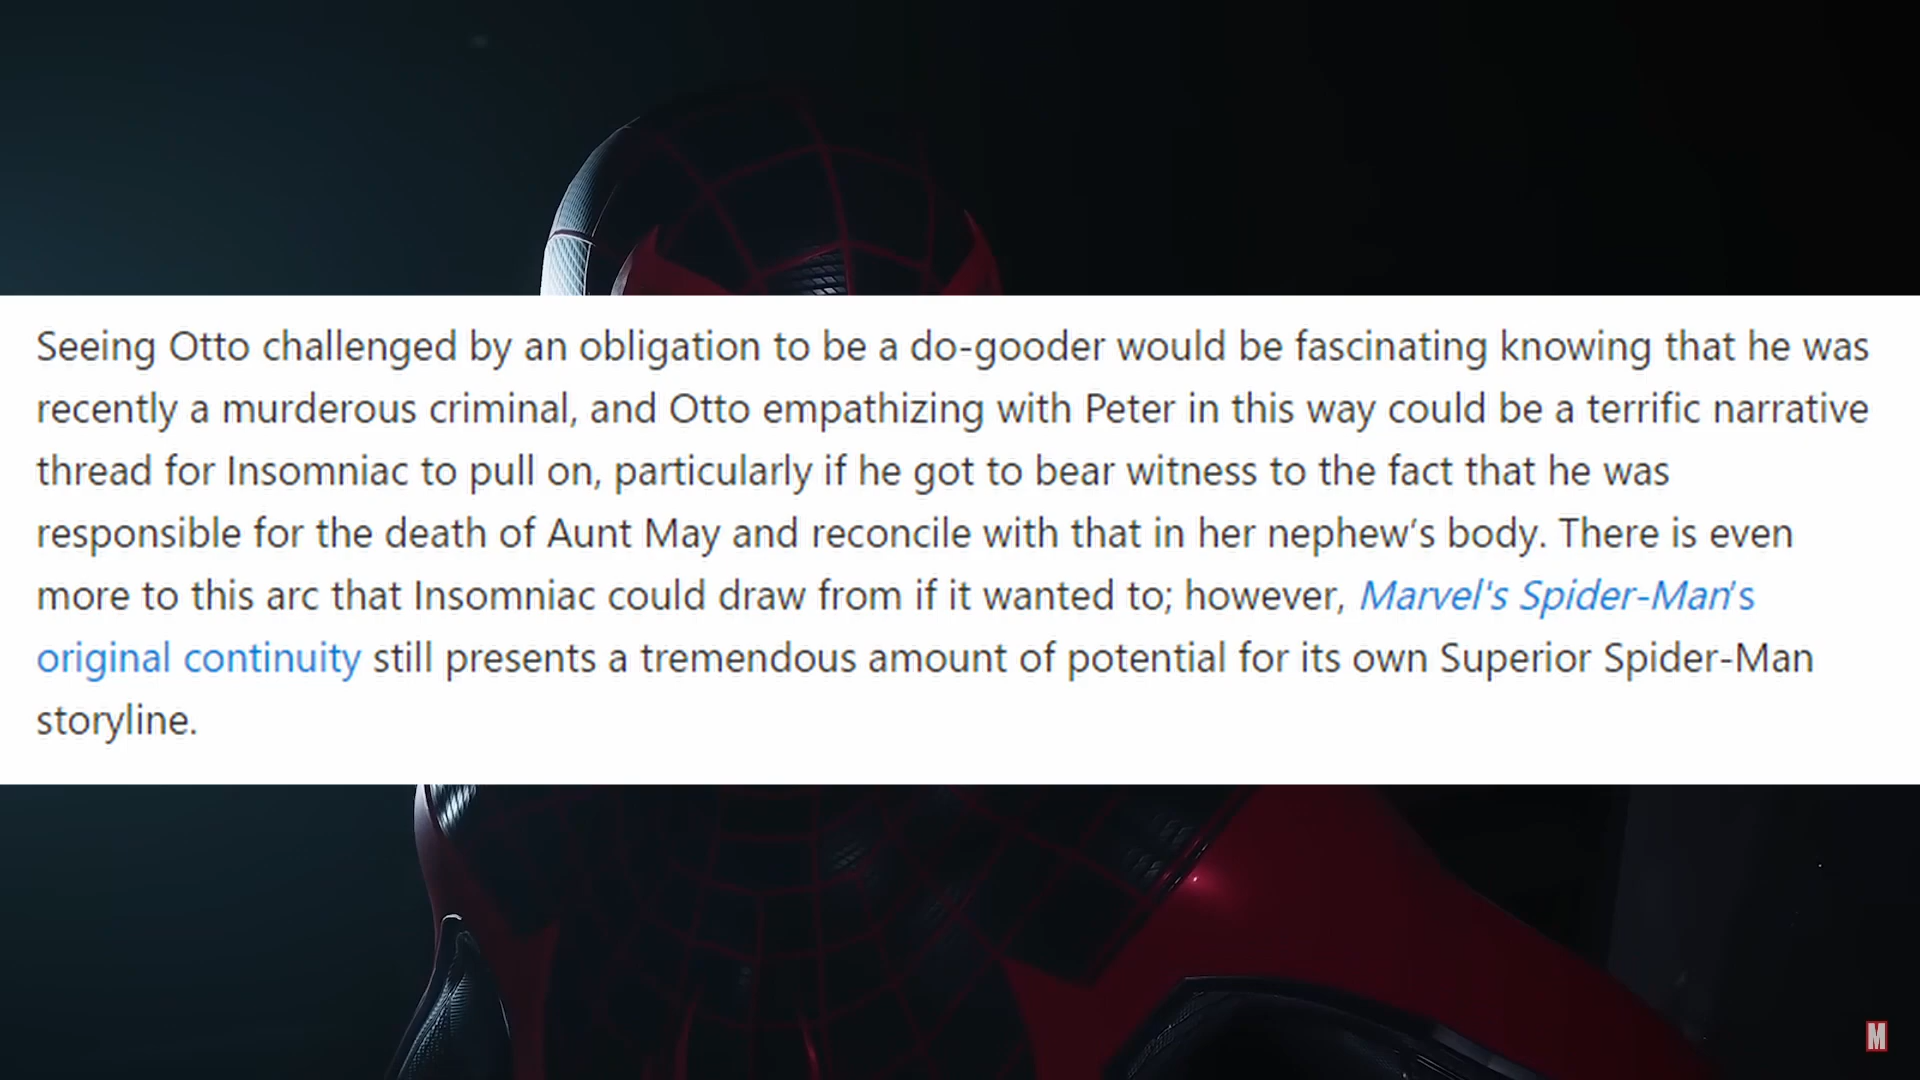 Seeing Otto challenged by an obligation to be a do-gooder would be fascinating knowing that he was
recently a murderous criminal, and Otto empathizing with Peter in this way could be a terrific narrative
thread for Insomniac to pull on, particularly if he got to bear witness to the fact that he was
responsible for the death of Aunt May and reconcile with that in her nephew’s body. There is even
more to this arc that Insomniac could draw from if it wanted to; however, Marvel's Spider-Man's
original continuity still presents a tremendous amount of potential for its own Superior Spider-Man
storyline.
M